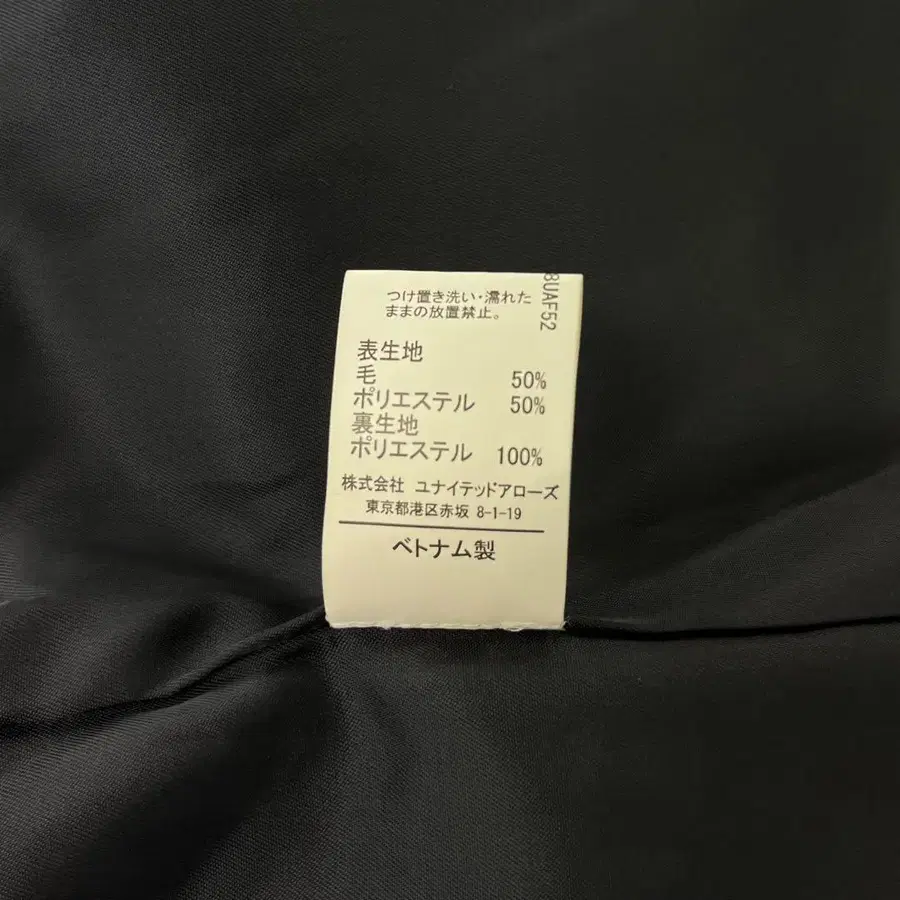 つけ置き洗い・濡れた
ままの放置禁止。
表生地
毛 50%
ポリエステル 50%
裏生地
ポリエステル 100%
株式会社 ユナイテッドアローズ
東京都港区赤坂 8-1-19
ベトナム製
BUAF52